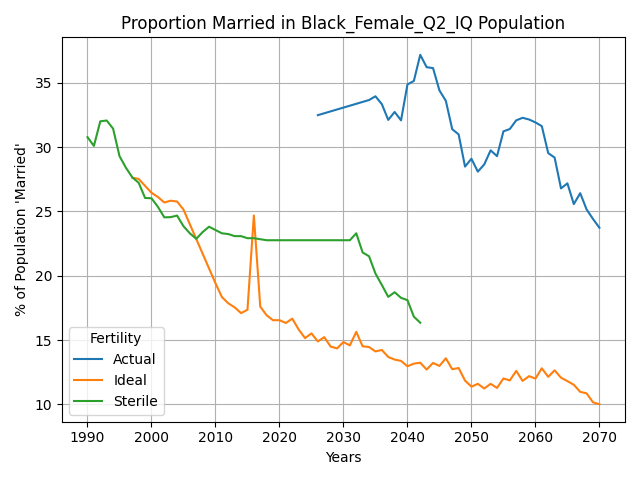 Proportion Married in Black_Female_Q2_IQ Population
% of Population 'Married'
35
30
25
20
15
10
Fertility
Actual
Ideal
Sterile
1990 2000 2010 2020 2030 2040 2050 2060 2070
Years